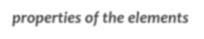 properties of the elements